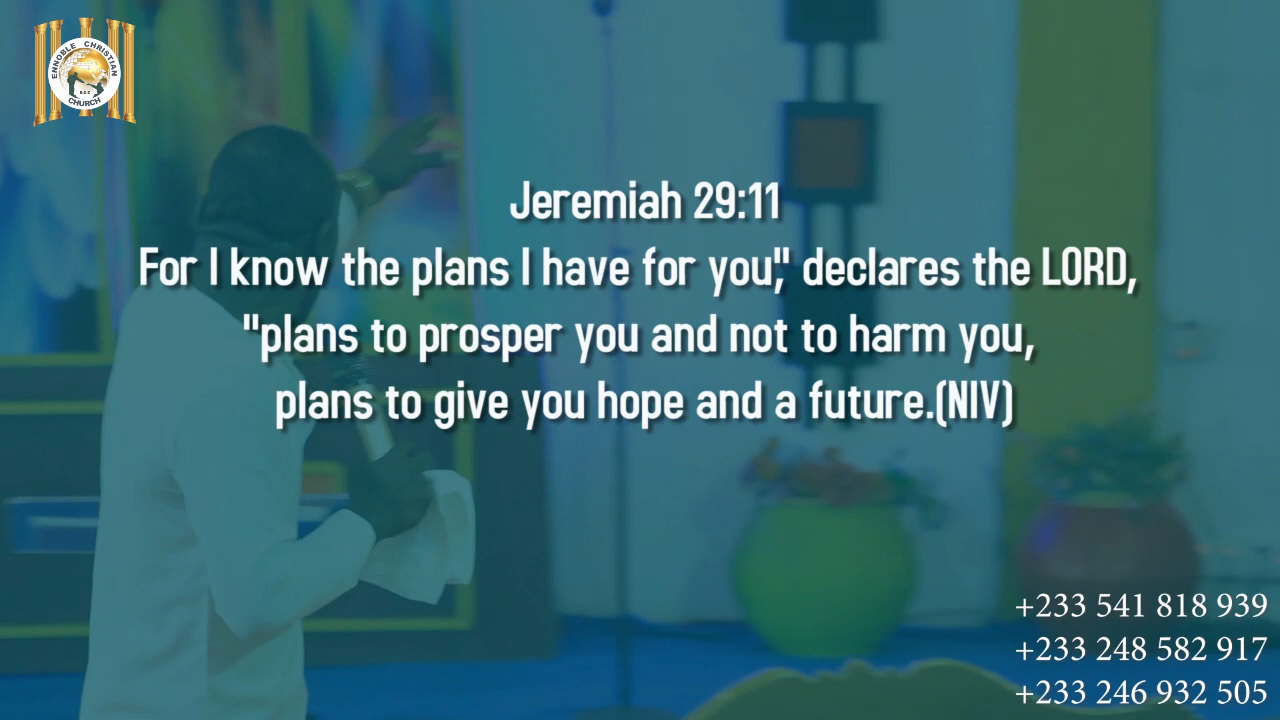 ENNOBLE CHRISTIAN
E.C.C
CHURCH
Jeremiah 29:11
For I know the plans I have for you," declares the LORD,
"plans to prosper you and not to harm you,
plans to give you hope and a future.(NIV)
+233 541 818 939
+233 248 582 917
+233 246 932 505